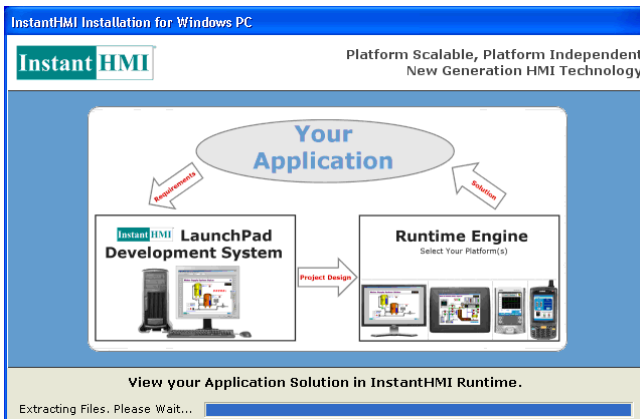 InstantHMI Installation for Windows PC
Instant HMI
Platform Scalable, Platform Independent
New Generation HMI Technology
Your
Application
Requirements
Solution
Instant HMI LaunchPad
Development System
Project Design
Runtime Engine
Select Your Platform(s)
View your Application Solution in InstantHMI Runtime.
Extracting Files. Please Wait...